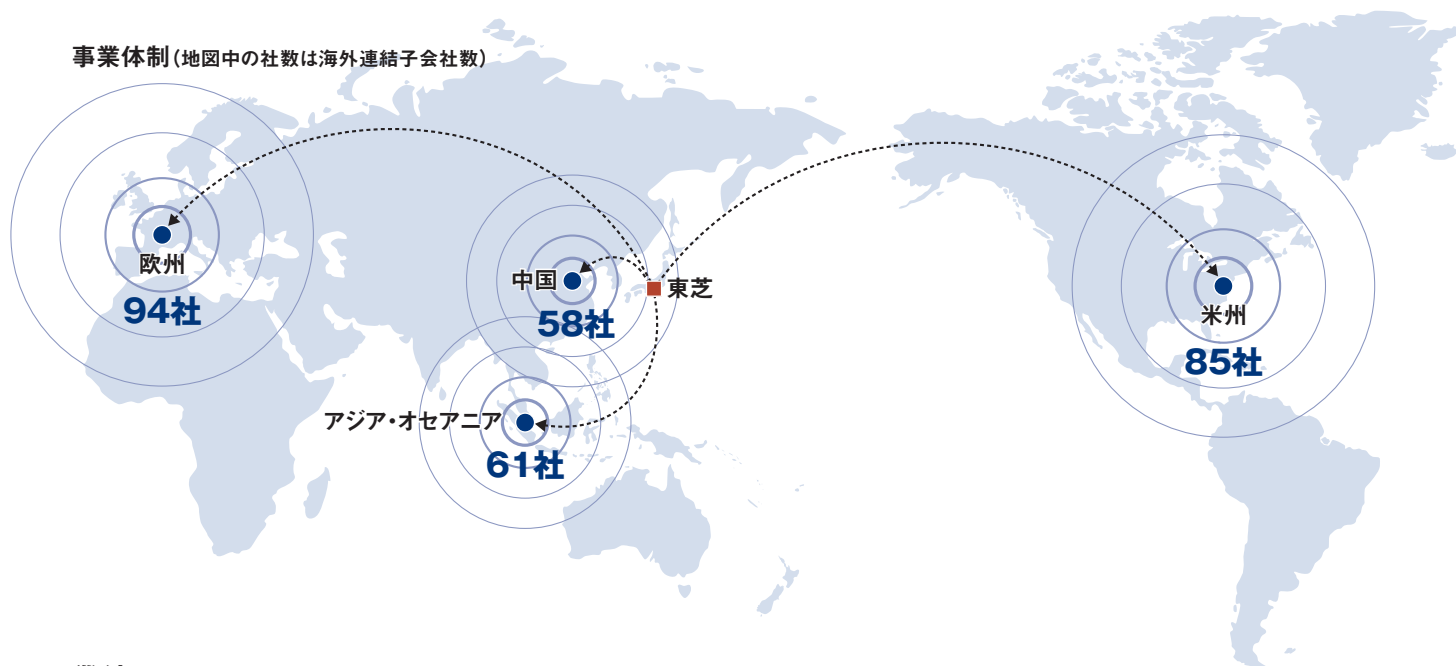 事業体制(地図中の社数は海外連結子会社数)
欧州
94社
中国
58社
東芝
米州
85社
アジア・オセアニア
61社